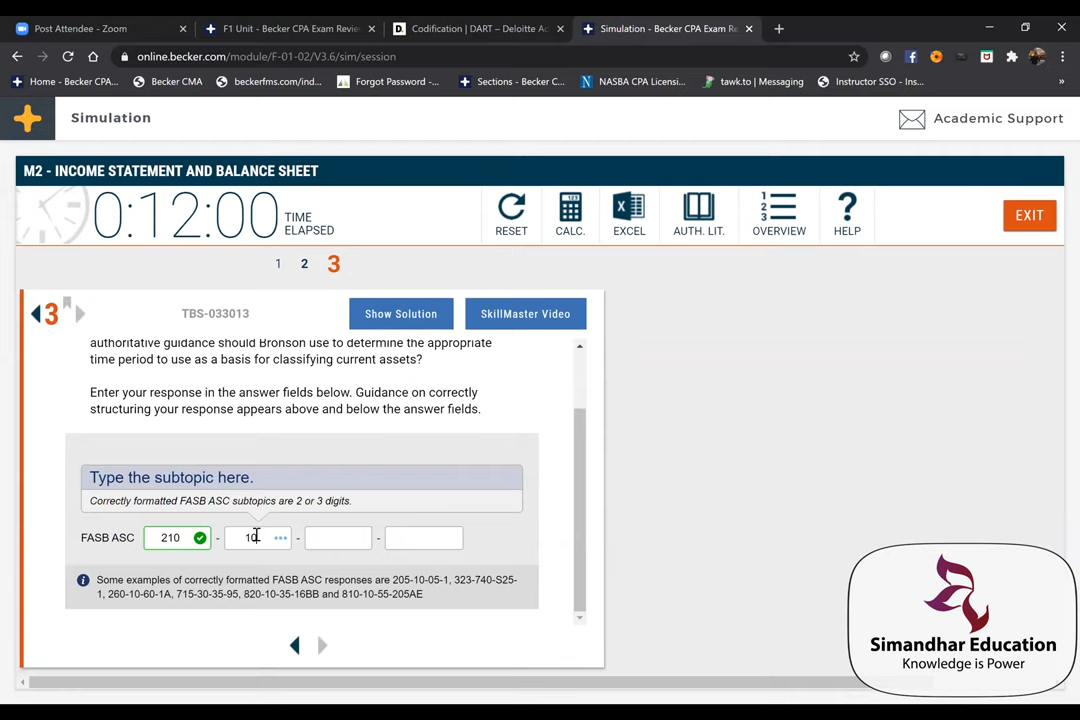 Post Attendee - Zoom
F1 Unit - Becker CPA Exam Revie
Codification | DART – Deloitte Ac
Simulation - Becker CPA Exam Re
online.becker.com/module/F-01-02/V3.6/sim/session
Home - Becker CPA...
Becker CMA
beckerfms.com/ind...
Forgot Password -...
Sections - Becker C...
NASBA CPA Licensi...
tawk.to | Messaging
Instructor SSO - Ins...
Simulation
Academic Support
M2 - INCOME STATEMENT AND BALANCE SHEET
0:12:00
TIME
ELAPSED
RESET
CALC.
EXCEL
AUTH. LIT.
OVERVIEW
HELP
EXIT
1 2 3
3
TBS-033013
Show Solution
SkillMaster Video
authoritative guidance should Bronson use to determine the appropriate
time period to use as a basis for classifying current assets?
Enter your response in the answer fields below. Guidance on correctly
structuring your response appears above and below the answer fields.
Type the subtopic here.
Correctly formatted FASB ASC subtopics are 2 or 3 digits.
FASB ASC 210 - 10 - -
Some examples of correctly formatted FASB ASC responses are 205-10-05-1, 323-740-S25-
1, 260-10-60-1A, 715-30-35-95, 820-10-35-16BB and 810-10-55-205AE
Simandhar Education
Knowledge is Power